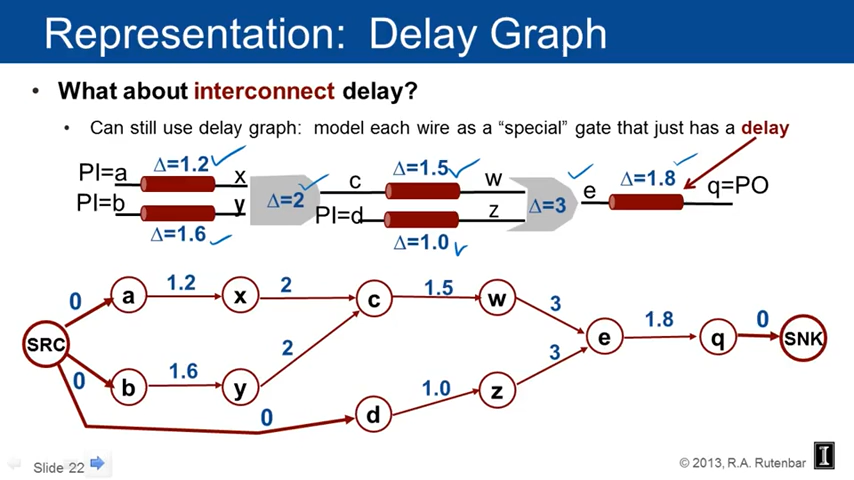 Representation: Delay Graph
• What about interconnect delay?
• Can still use delay graph: model each wire as a “special” gate that just has a delay
PI=a Δ=1.2 x
PI=b Δ=1.6 y
Δ=2
c Δ=1.5 w
PI=d Δ=1.0 z
Δ=3
e Δ=1.8 q=PO
SRC 0 a 1.2 x 2 c 1.5 w 3 e 1.8 q 0 SNK
0 b 1.6 y 2
0 d 1.0 z 3
Slide 22
© 2013, R.A. Rutenbar I